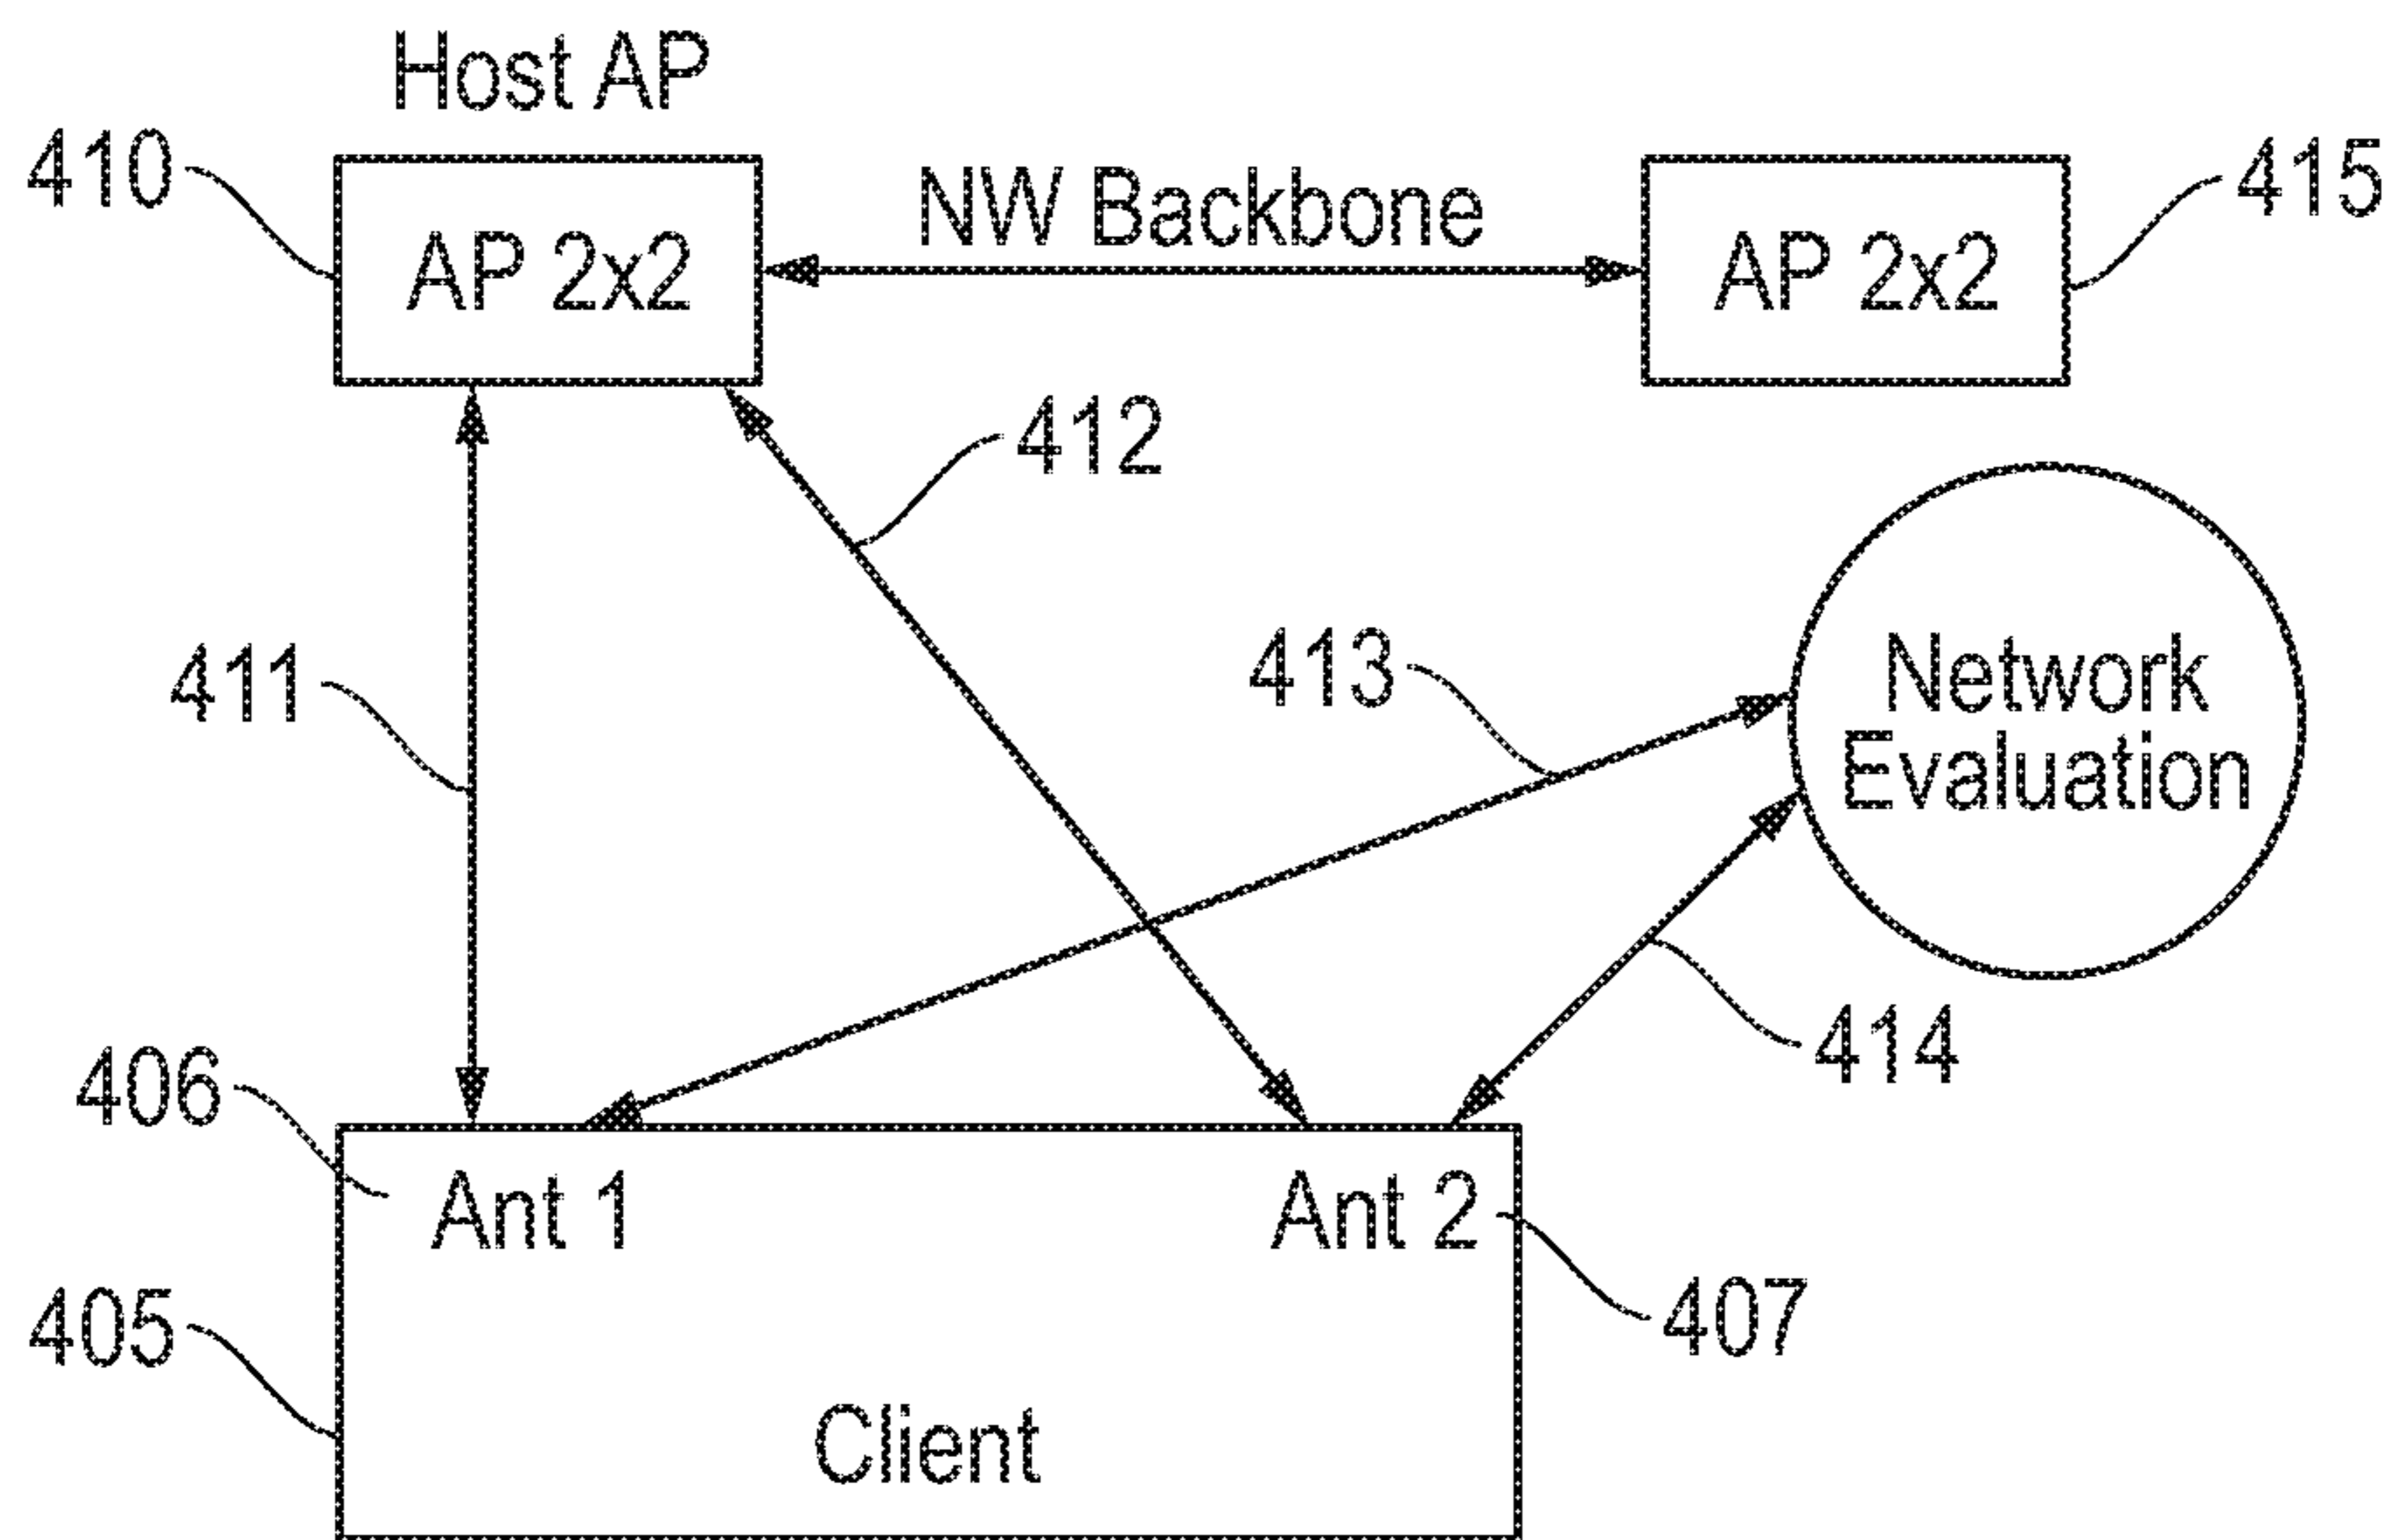 Host AP
410
AP 2x2
NW Backbone
AP 2x2
415
412
411
413
Network
Evaluation
414
406
Ant 1
Ant 2
405
407
Client